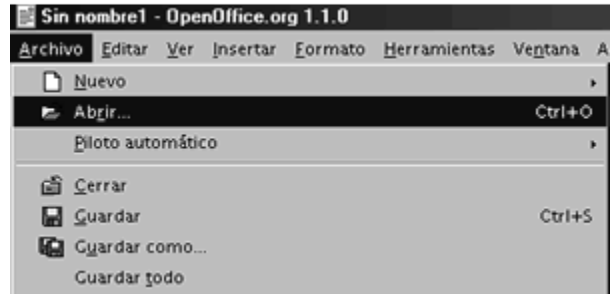 Sin nombre1 - OpenOffice.org 1.1.0
Archivo Editar Ver Insertar Formato Herramientas Ventana A
Nuevo
Abrir... Ctrl+O
Piloto automático
Cerrar
Guardar Ctrl+S
Guardar como...
Guardar todo